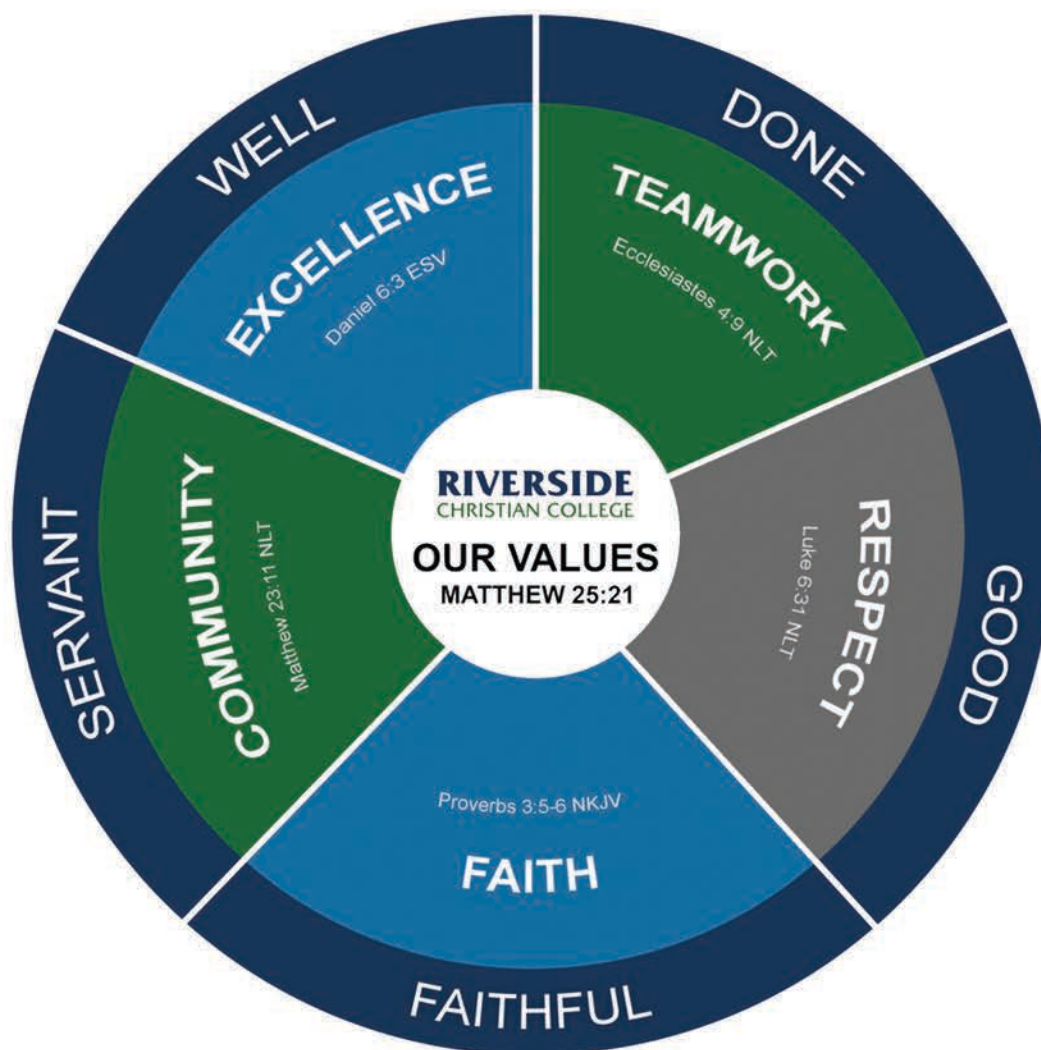 WELL
EXCELLENCE
Daniel 6:3 ESV
DONE
TEAMWORK
Ecclesiastes 4:9 NLT
GOOD
RESPECT
Luke 6:31 NLT
FAITHFUL
FAITH
Proverbs 3:5-6 NKJV
SERVANT
COMMUNITY
Matthew 23:11 NLT
RIVERSIDE
CHRISTIAN COLLEGE
OUR VALUES
MATTHEW 25:21